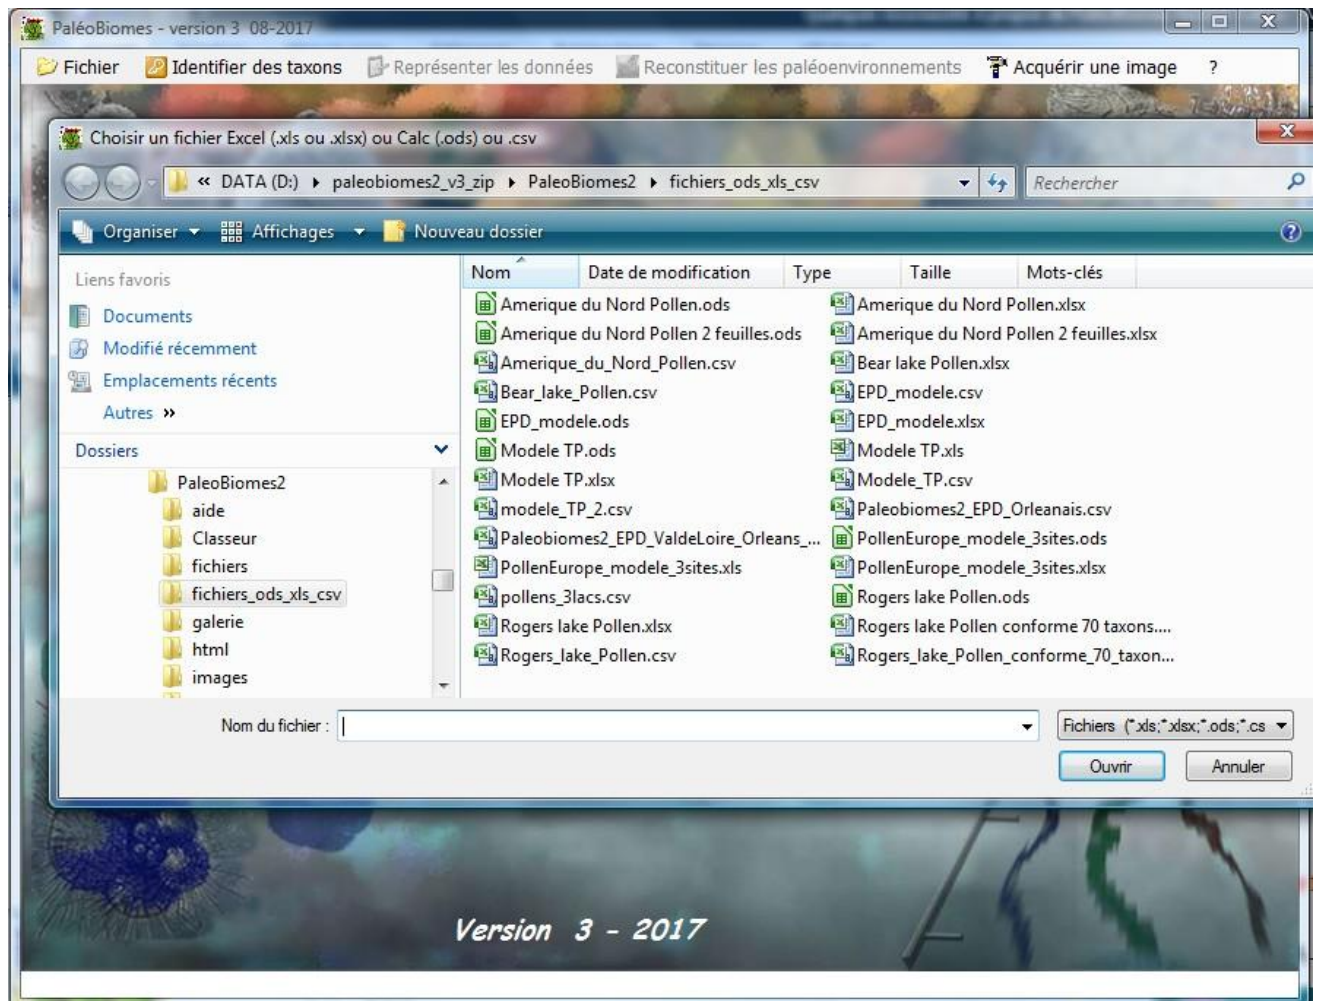 PaléoBiomes - version 3 08-2017
Fichier Identifier des taxons Représenter les données Reconstituer les paléoenvironnements Acquérir une image ?
Choisir un fichier Excel (.xls ou .xlsx) ou Calc (.ods) ou .csv
« DATA (D:) paleobiomes2_v3_zip PaleoBiomes2 fichiers_ods_xls_csv Rechercher
Organiser Affichages Nouveau dossier
Liens favoris
Documents
Modifié récemment
Emplacements récents
Autres »
Dossiers
PaleoBiomes2
aide
Classeur
fichiers
fichiers_ods_xls_csv
galerie
html
images
Nom Date de modification Type Taille Mots-clés
Amerique du Nord Pollen.ods Amerique du Nord Pollen.xlsx
Amerique du Nord Pollen 2 feuilles.ods Amerique du Nord Pollen 2 feuilles.xlsx
Amerique_du_Nord_Pollen.csv Bear lake Pollen.xlsx
Bear_lake_Pollen.csv EPD_modele.csv
EPD_modele.ods EPD_modele.xlsx
Modele TP.ods Modele TP.xls
Modele TP.xlsx Modele_TP.csv
modele_TP_2.csv Paleobiomes2_EPD_Orleanais.csv
Paleobiomes2_EPD_ValdeLoire_Orleans_... PollenEurope_modele_3sites.ods
PollenEurope_modele_3sites.xls PollenEurope_modele_3sites.xlsx
pollens_3lacs.csv Rogers lake Pollen.ods
Rogers lake Pollen.xlsx Rogers lake Pollen conforme 70 taxons....
Rogers_lake_Pollen.csv Rogers_lake_Pollen_conforme_70_taxon...
Nom du fichier : Fichiers (*.xls;*.xlsx;*.ods;*.cs
Ouvrir Annuler
Version 3 - 2017